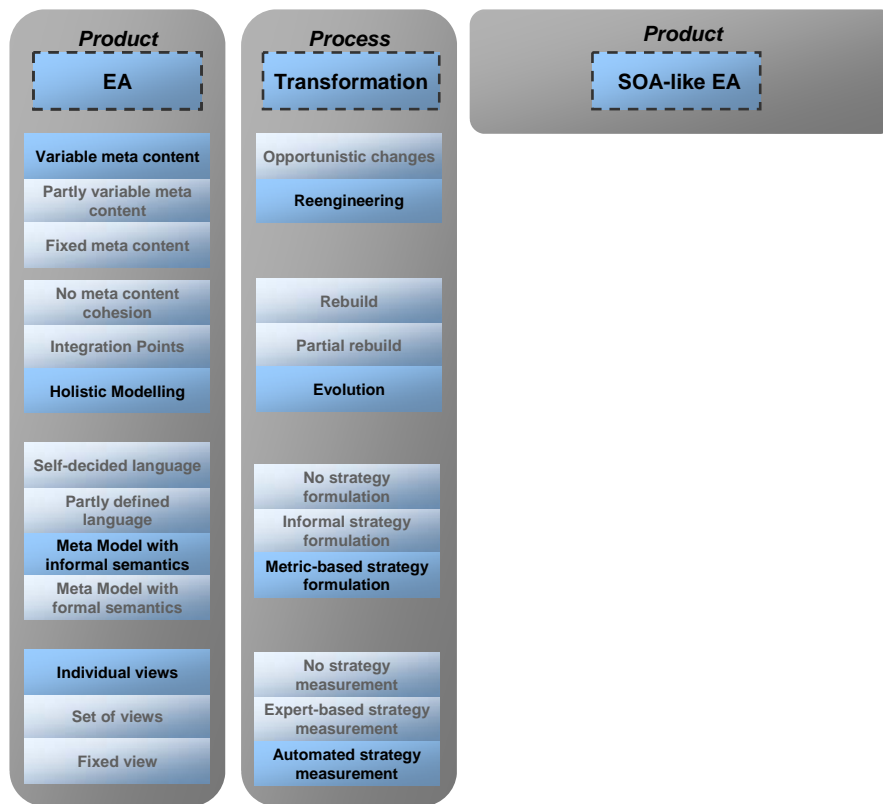 Product
EA
Variable meta content
Partly variable meta
content
Fixed meta content
No meta content
cohesion
Integration Points
Holistic Modelling
Self-decided language
Partly defined
language
Meta Model with
informal semantics
Meta Model with
formal semantics
Individual views
Set of views
Fixed view
Process
Transformation
Opportunistic changes
Reengineering
Rebuild
Partial rebuild
Evolution
No strategy
formulation
Informal strategy
formulation
Metric-based strategy
formulation
No strategy
measurement
Expert-based strategy
measurement
Automated strategy
measurement
Product
SOA-like EA